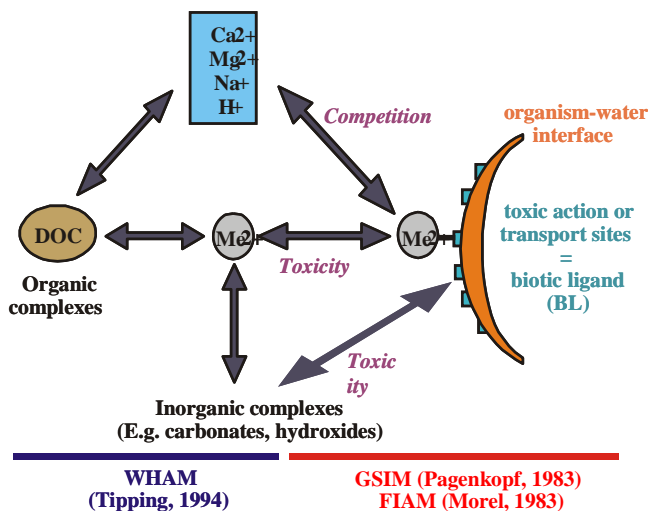 Ca2+
Mg2+
Na+
H+
Competition
organism-water
interface
DOC
Me2+
Me2+
toxic action or
transport sites
=
biotic ligand
(BL)
Toxicity
Organic
complexes
Toxic
ity
Inorganic complexes
(E.g. carbonates, hydroxides)
WHAM
(Tipping, 1994)
GSIM (Pagenkopf, 1983)
FIAM (Morel, 1983)